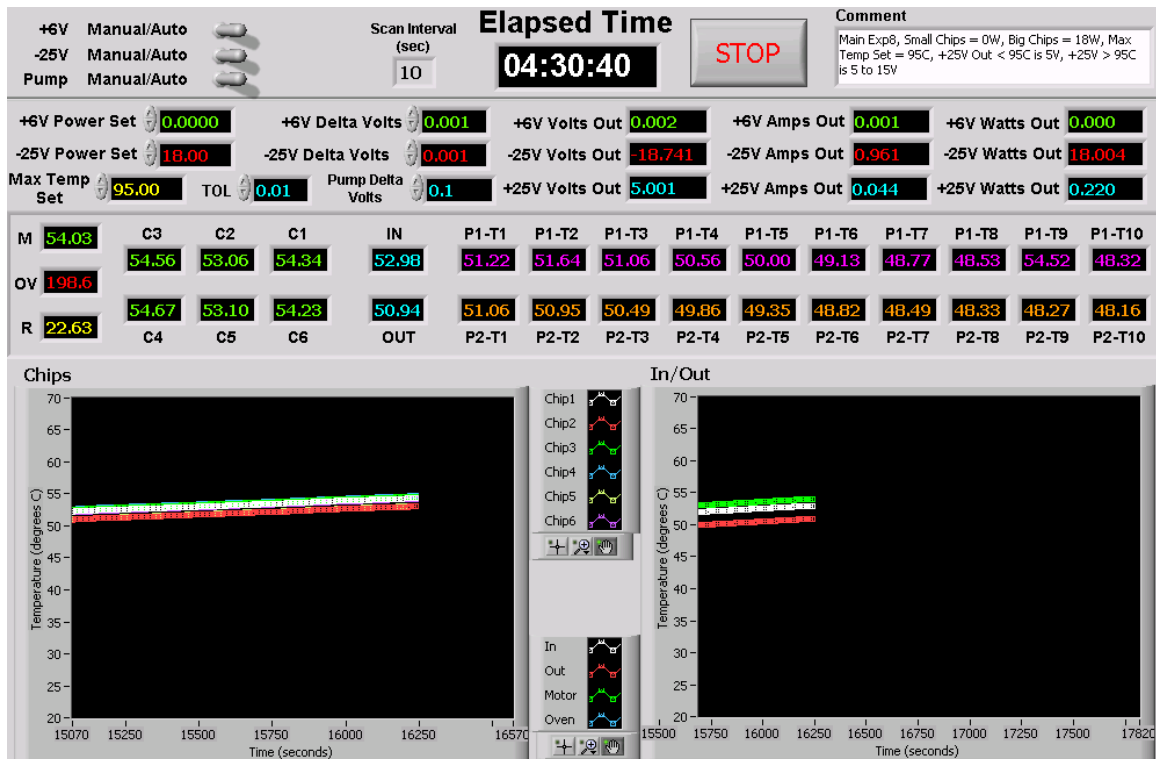 +6V Manual/Auto
-25V Manual/Auto
Pump Manual/Auto
Scan Interval
(sec)
10
Elapsed Time
04:30:40
STOP
Comment
Main Exp8, Small Chips = 0W, Big Chips = 18W, Max
Temp Set = 95C, +25V Out < 95C is 5V, +25V > 95C
is 5 to 15V
+6V Power Set 0.0000 +6V Delta Volts 0.001 +6V Volts Out 0.002 +6V Amps Out 0.001 +6V Watts Out 0.000
-25V Power Set 18.00 -25V Delta Volts 0.001 -25V Volts Out -18.741 -25V Amps Out 0.961 -25V Watts Out 18.004
Max Temp
Set
95.00 TOL 0.01
Pump Delta
Volts
0.1 +25V Volts Out 5.001 +25V Amps Out 0.044 +25V Watts Out 0.220
M 54.03
OV 198.6
R 22.63
C3 C2 C1 IN P1-T1 P1-T2 P1-T3 P1-T4 P1-T5 P1-T6 P1-T7 P1-T8 P1-T9 P1-T10
54.56 53.06 54.34 52.98 51.22 51.64 51.06 50.56 50.00 49.13 48.77 48.53 54.52 48.32
54.67 53.10 54.23 50.94 51.06 50.95 50.49 49.86 49.35 48.82 48.49 48.33 48.27 48.16
C4 C5 C6 OUT P2-T1 P2-T2 P2-T3 P2-T4 P2-T5 P2-T6 P2-T7 P2-T8 P2-T9 P2-T10
Chips
70
65
60
55
50
45
40
35
30
25
20
Temperature (degrees C)
15070 15250 15500 15750 16000 16250 16570
Time (seconds)
Chip1
Chip2
Chip3
Chip4
Chip5
Chip6
In
Out
Motor
Oven
In/Out
70
65
60
55
50
45
40
35
30
25
20
Temperature (degrees C)
15500 15750 16000 16250 16500 16750 17000 17250 17500 17820
Time (seconds)